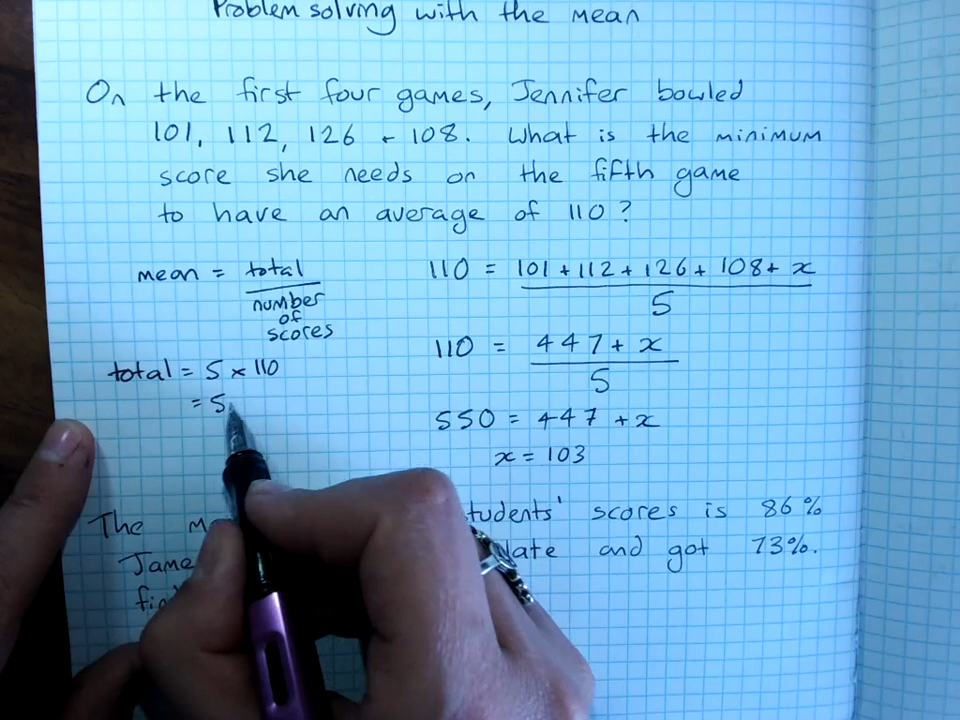 Problem solving with the mean
On the first four games, Jennifer bowled
101, 112, 126 + 108. What is the minimum
score she needs on the fifth game
to have an average of 110?
mean = total / number of scores
110 = 101 + 112 + 126 + 108 + x / 5
110 = 447 + x / 5
total = 5 × 110
= 5
550 = 447 + x
x = 103
The students' scores is 86%
and got 73%.